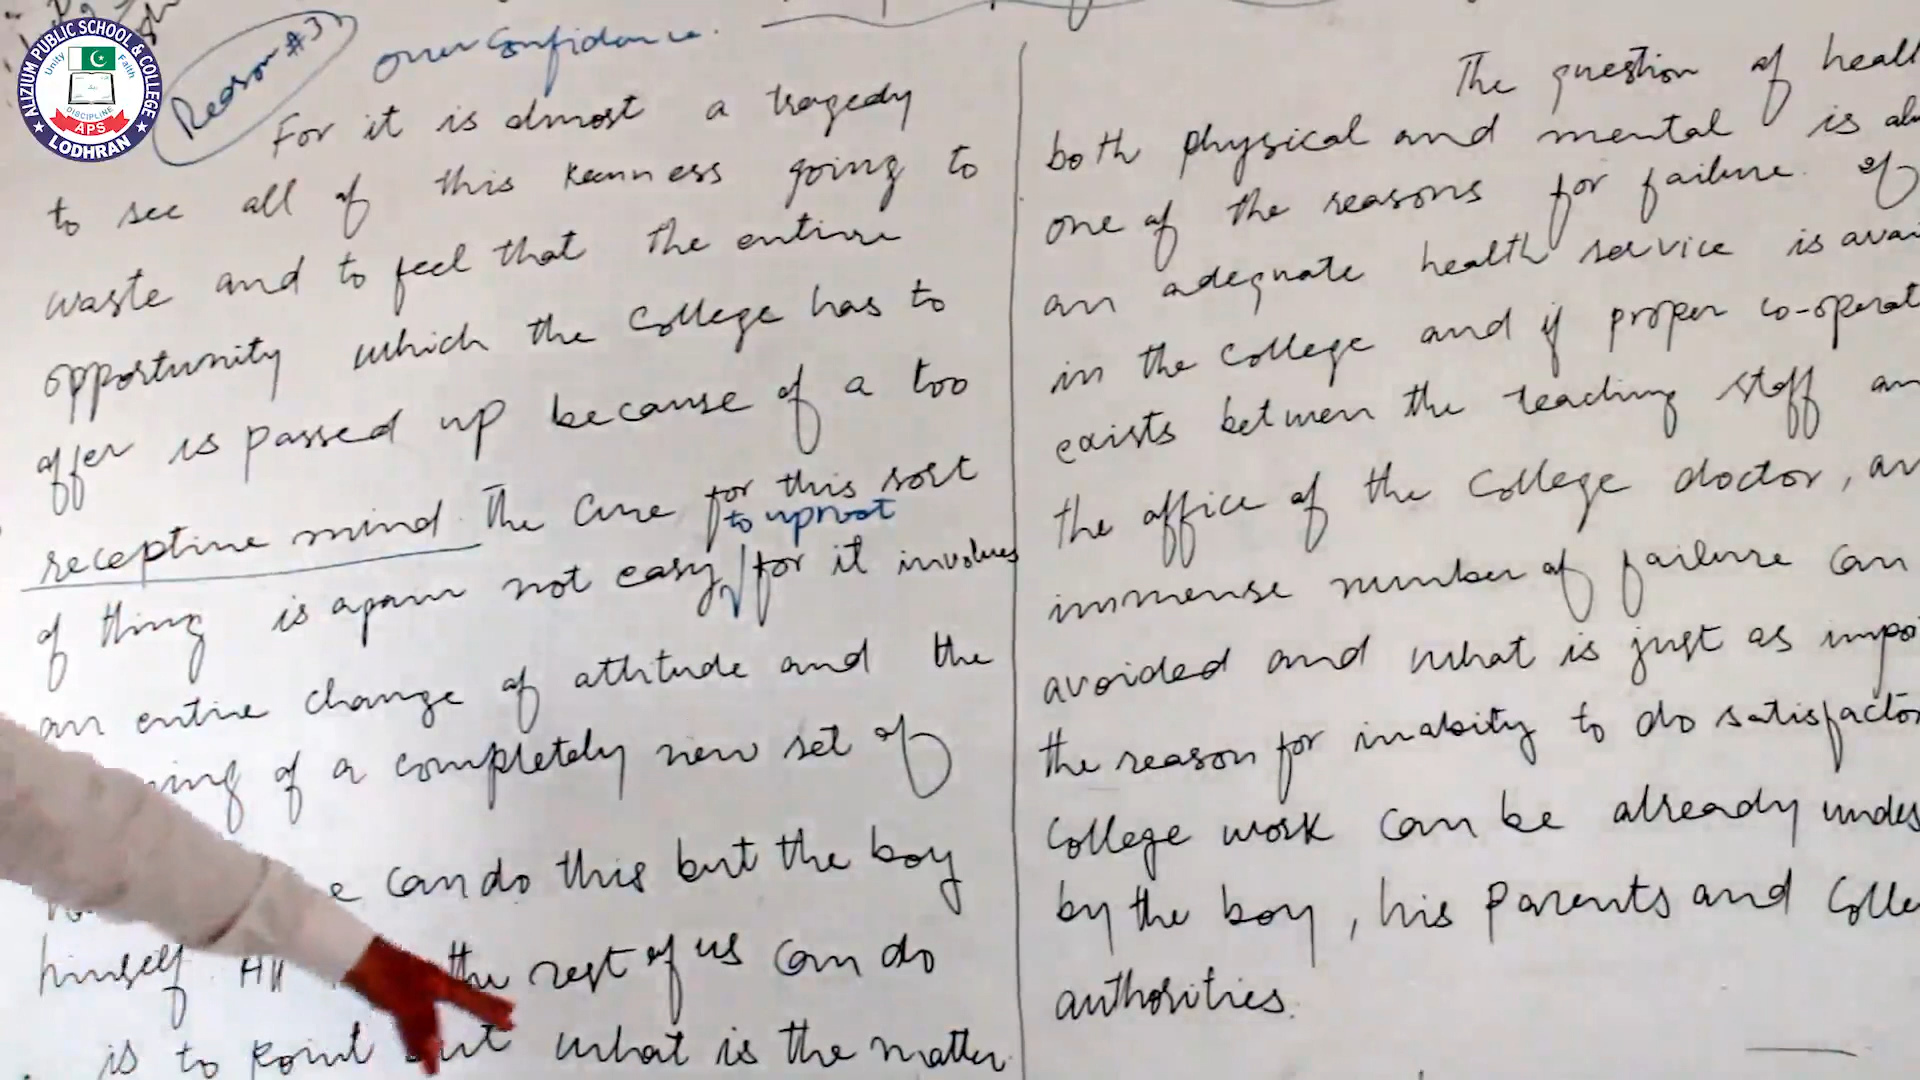 ALIZIUM PUBLIC SCHOOL & COLLEGE
Unity
Faith
DISCIPLINE
APS
LODHRAN
Reason #3
over confidance.
For it is almost a tragedy
to see all of this keenness going to
waste and to feel that the entire
opportunity which the college has to
offer is passed up because of a too
receptive mind. The cure for this sort
to uproot
of thing is again not easy, for it involves
an entire change of attitude and the
of a completely new set of
can do this but the boy
himself. All the rest of us can do
is to point out what is the matter
The question of heal
both physical and mental is al
one of the reasons for failure. If
an adequate health service is avai
in the college and if proper co-operat
exists between the teaching staff an
the office of the college doctor, an
immense number of failure can
avoided and what is just as impo
the reason for inabity to do satisfactor
college work can be already unde
by the boy, his parents and colle
authorities.